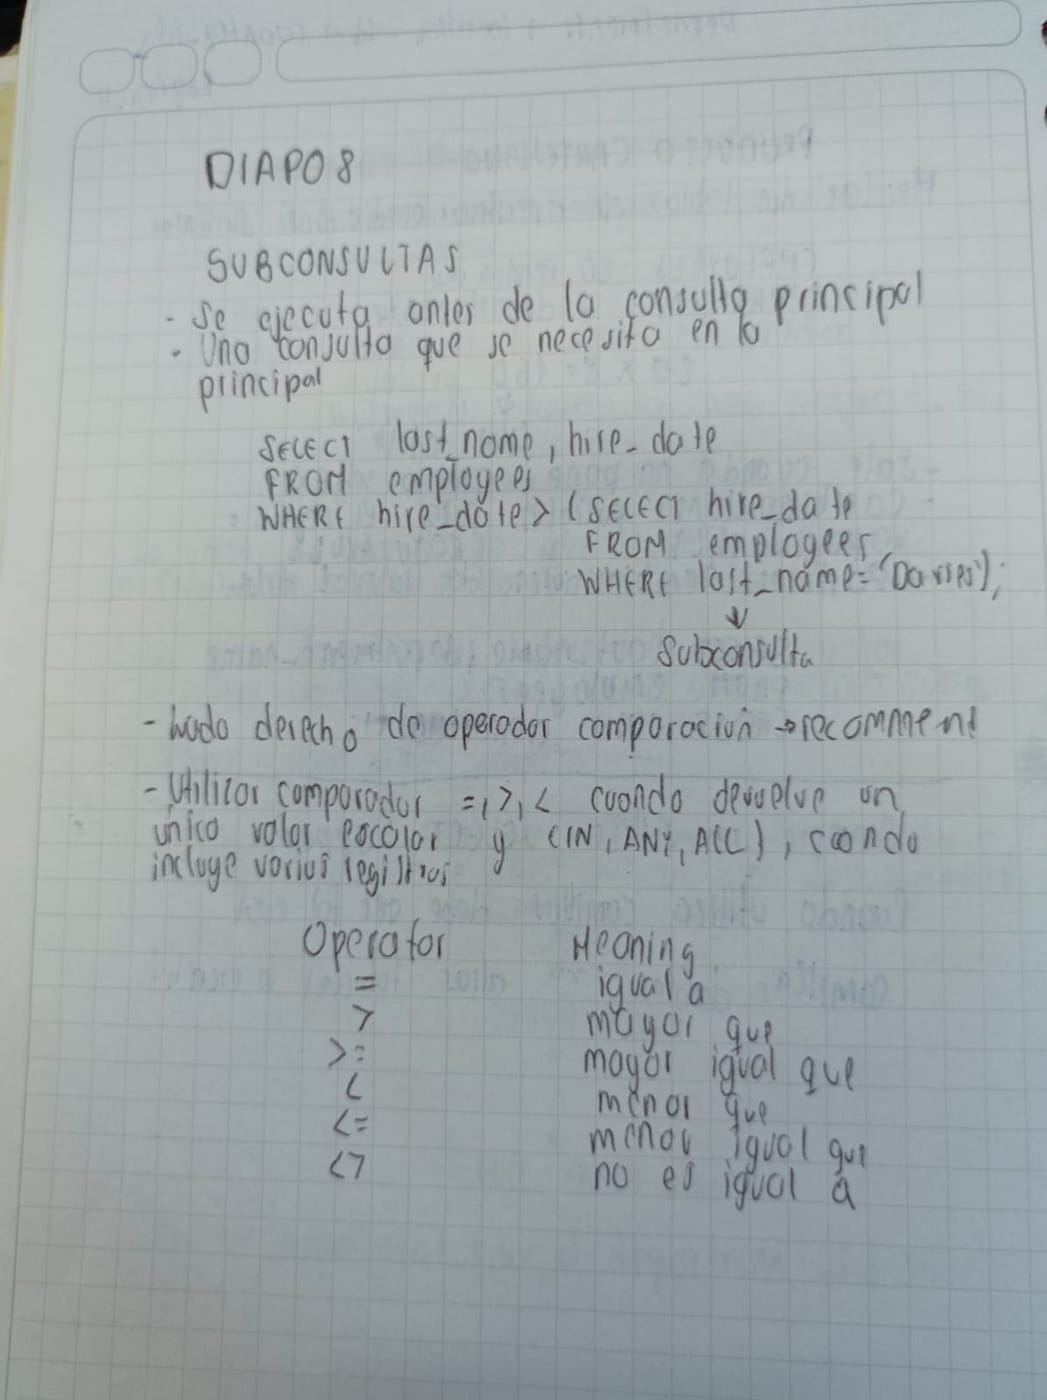 DIAPO 8
SUBCONSULTAS
- Se ejecuta antes de la consulta principal
- Una consulta que se necesita en la
principal
SELECT last_name, hire_date
FROM employees
WHERE hire_date > (SELECT hire_date
FROM employees
WHERE last_name = 'Davies');
↓
Subconsulta
- Lado derecho de operador comparación → recommend
- Utilizar comparador =, >, < cuando devuelve un
único valor escalar y (IN, ANY, ALL), cuando
incluye varios registros
Operator Meaning
= igual a
> mayor que
>= mayor igual que
< menor que
<= menor igual que
<> no es igual a